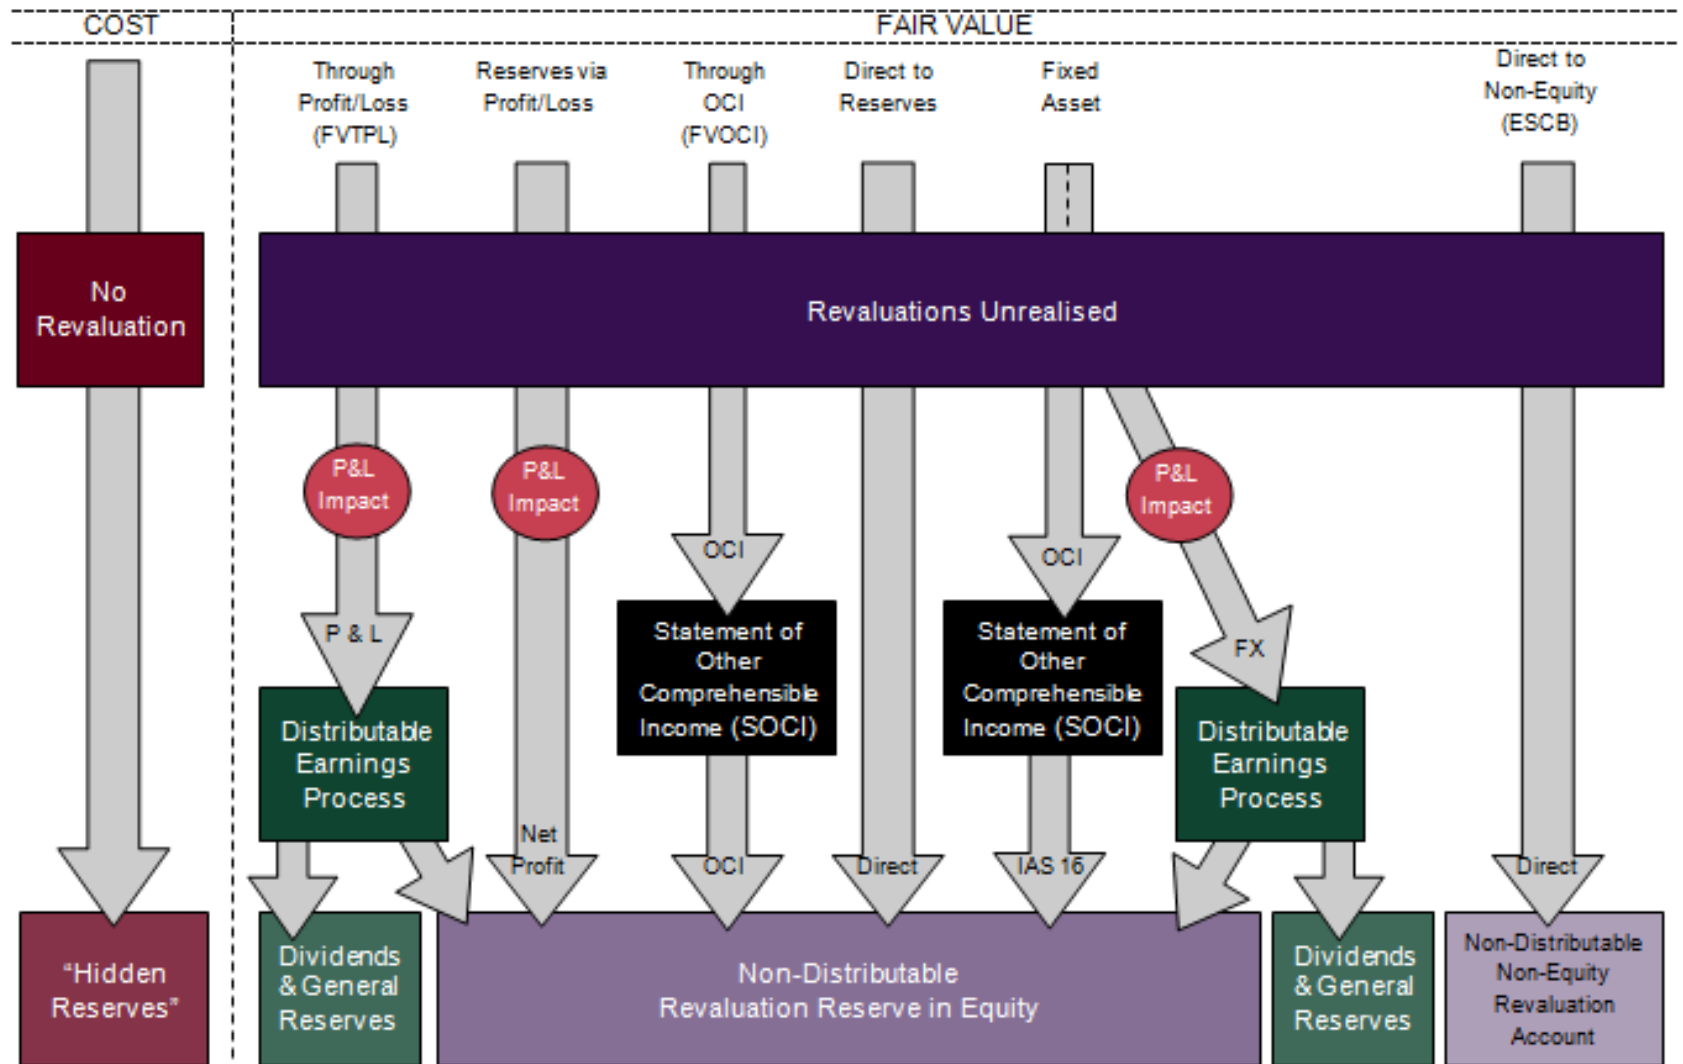 COST
FAIR VALUE
Through
Profit/Loss
(FVTPL)
Reserves via
Profit/Loss
Through
OCI
(FVOCI)
Direct to
Reserves
Fixed
Asset
Direct to
Non-Equity
(ESCB)
No
Revaluation
Revaluations Unrealised
P&L
Impact
P&L
Impact
P&L
Impact
OCI
OCI
P & L
FX
Statement of
Other
Comprehensible
Income (SOCI)
Statement of
Other
Comprehensible
Income (SOCI)
Distributable
Earnings
Process
Distributable
Earnings
Process
Net
Profit
OCI
Direct
IAS 16
Direct
“Hidden
Reserves”
Dividends
& General
Reserves
Non-Distributable
Revaluation Reserve in Equity
Dividends
& General
Reserves
Non-Distributable
Non-Equity
Revaluation
Account